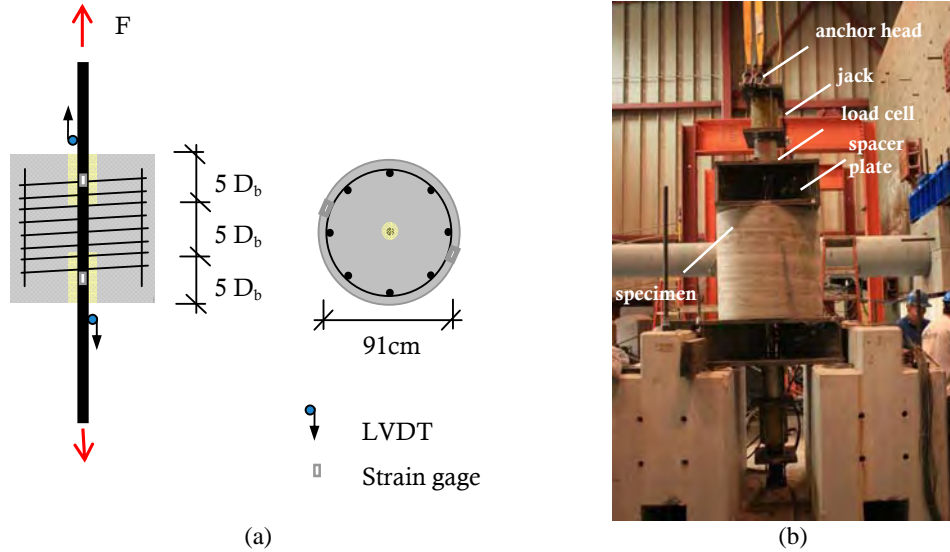 F
5 D_b
5 D_b
5 D_b
91cm
LVDT
Strain gage
(a)
anchor head
jack
load cell
spacer
plate
specimen
(b)